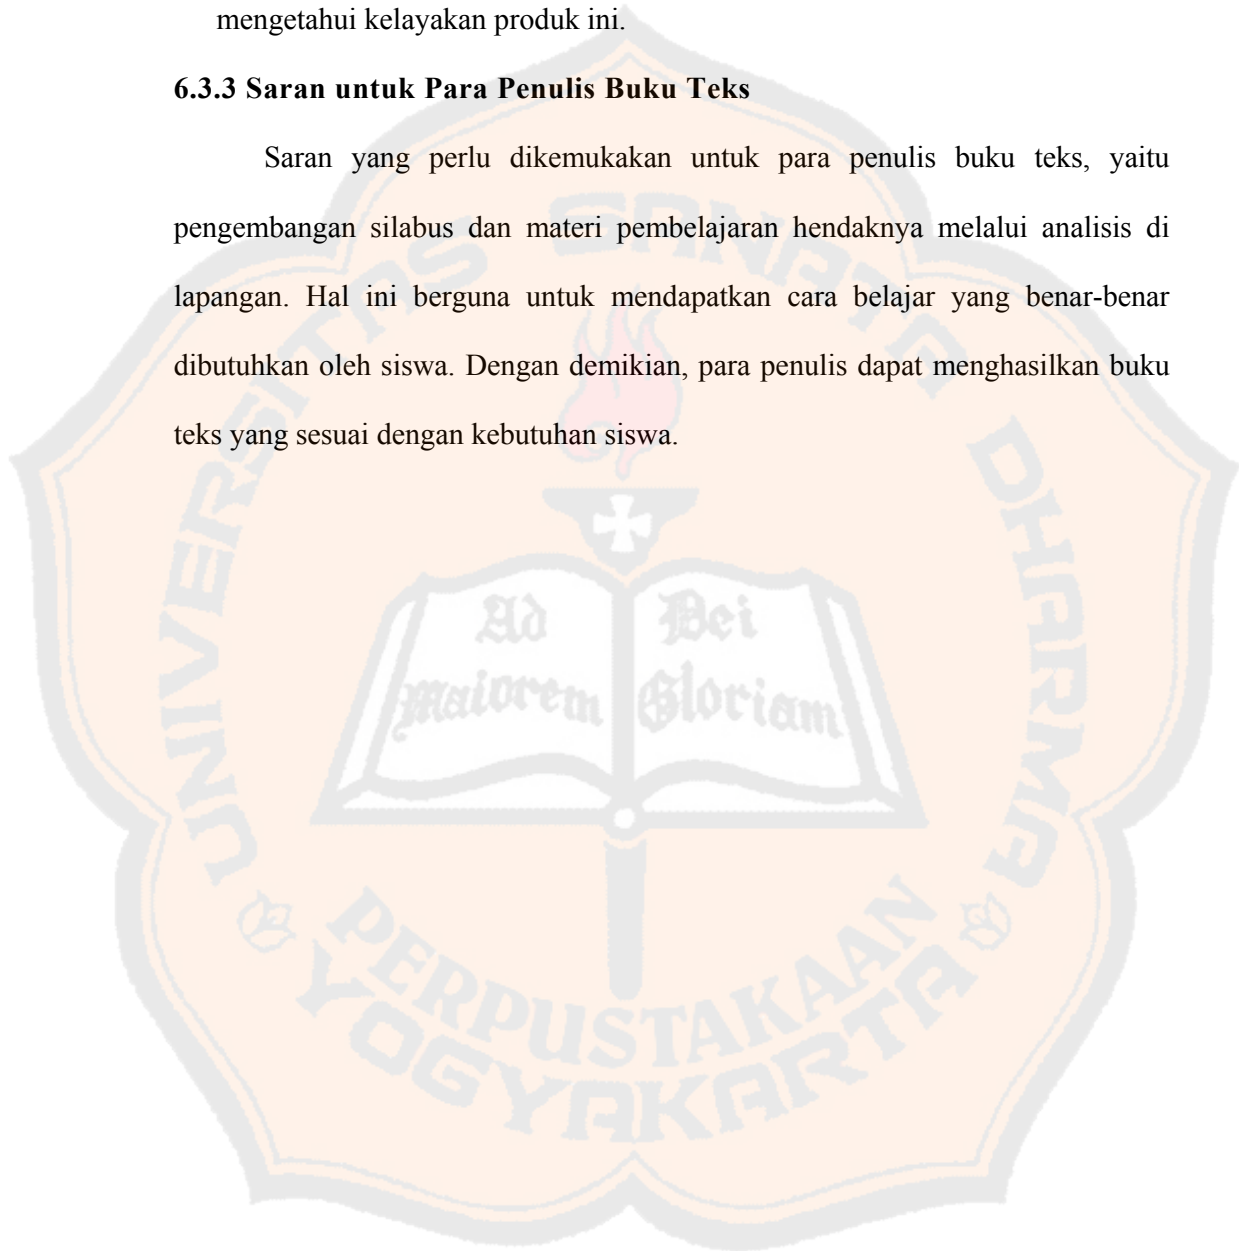 mengetahui kelayakan produk ini.
6.3.3 Saran untuk Para Penulis Buku Teks
Saran yang perlu dikemukakan untuk para penulis buku teks, yaitu
pengembangan silabus dan materi pembelajaran hendaknya melalui analisis di
lapangan. Hal ini berguna untuk mendapatkan cara belajar yang benar-benar
dibutuhkan oleh siswa. Dengan demikian, para penulis dapat menghasilkan buku
teks yang sesuai dengan kebutuhan siswa.
UNIVERSITAS SANATA DHARMA
Ad Dei
Maiorem Gloriam
PERPUSTAKAAN
YOGYAKARTA